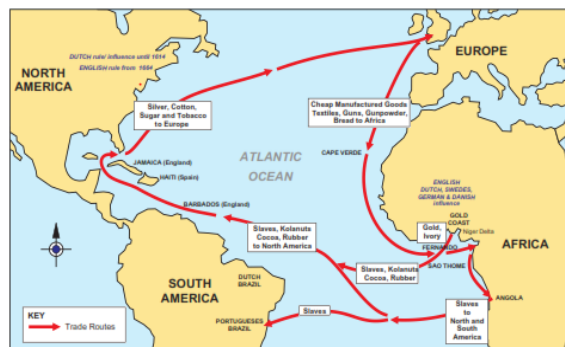 DUTCH rule/ influence until 1614
ENGLISH rule from 1664
NORTH
AMERICA
EUROPE
Silver, Cotton,
Sugar and Tobacco
to Europe
Cheap Manufactured Goods
Textiles, Guns, Gunpowder,
Bread to Africa
ATLANTIC
OCEAN
CAPE VERDE
JAMAICA (England)
HAITI (Spain)
BARBADOS (England)
ENGLISH
DUTCH, SWEDES,
GERMAN & DANISH
influence
GOLD
COAST
Niger Delta
Gold,
Ivory
Slaves, Kolanuts
Cocoa, Rubber
to North America
FERNANDO
AFRICA
SAO THOME
Slaves, Kolanuts
Cocoa, Rubber
SOUTH
AMERICA
DUTCH
BRAZIL
ANGOLA
Slaves
to
North and
South
America
Slaves
PORTUGUESES
BRAZIL
KEY
Trade Routes